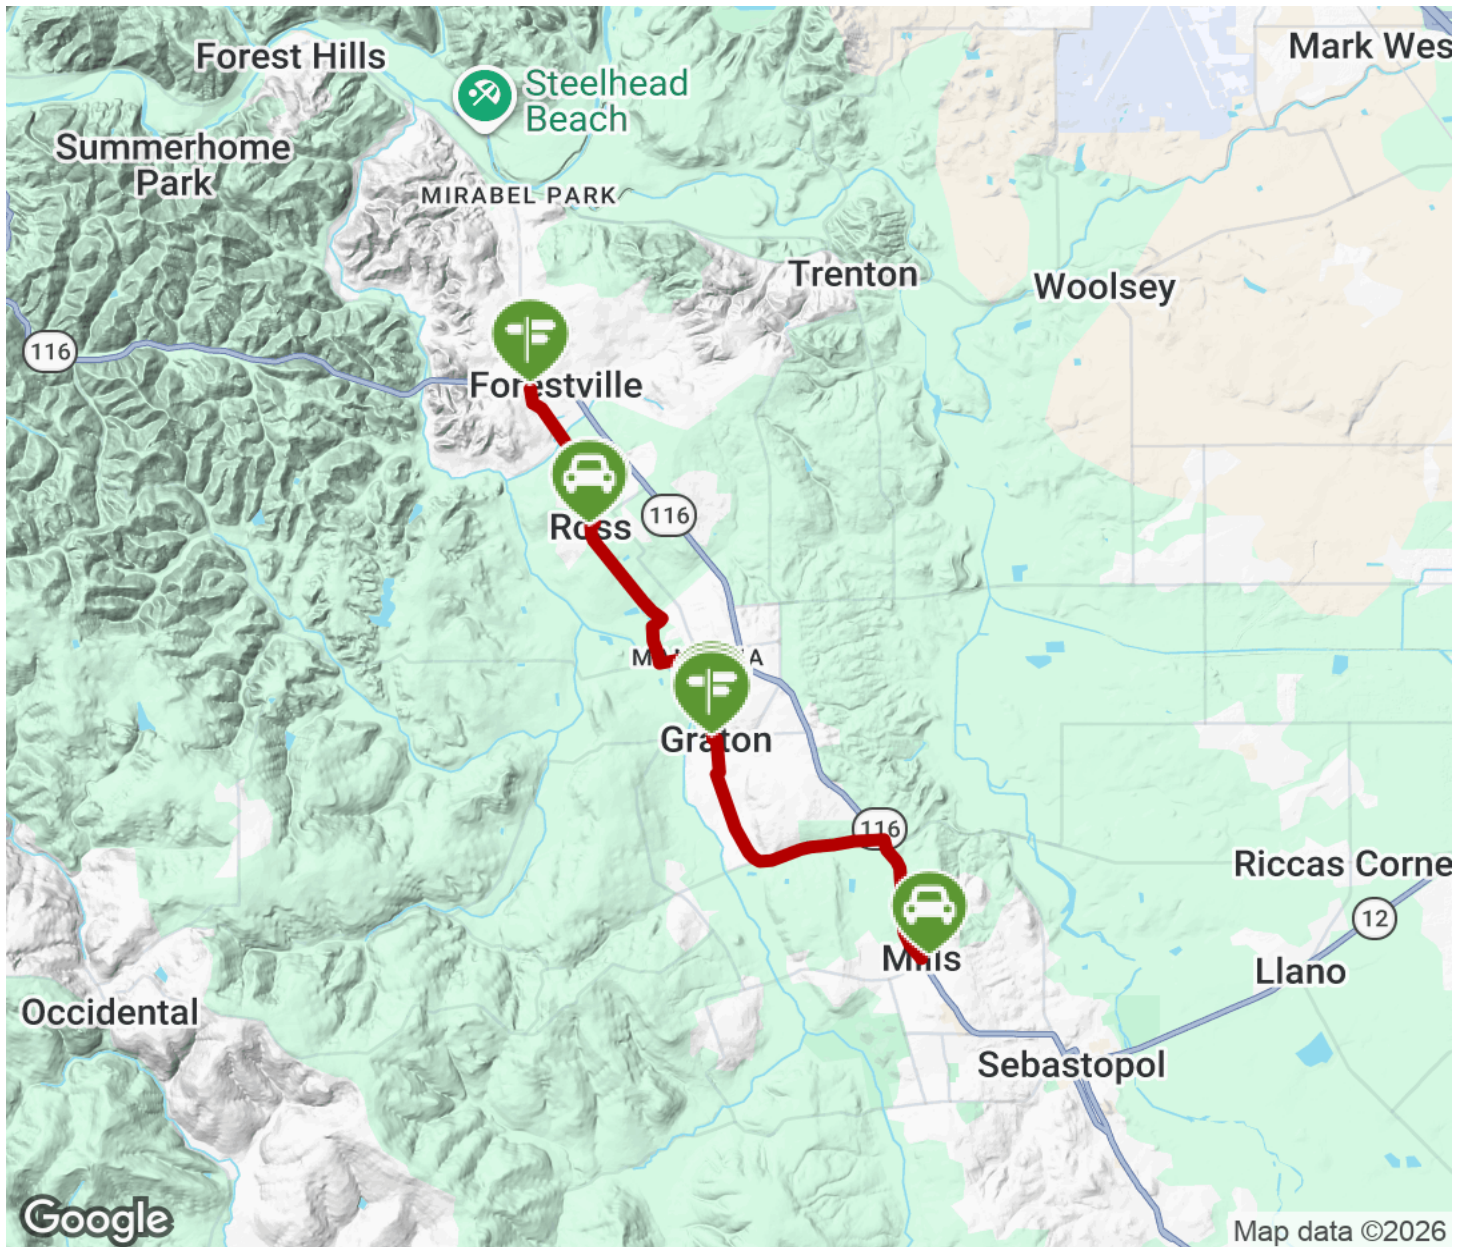 Forest Hills
Mark Wes
Steelhead
Beach
Summerhome
Park
MIRABEL PARK
Trenton
Woolsey
116
Forestville
116
Ross
Graton
116
Riccas Corne
12
Mills
Llano
Occidental
Sebastopol
Google
Map data ©2026